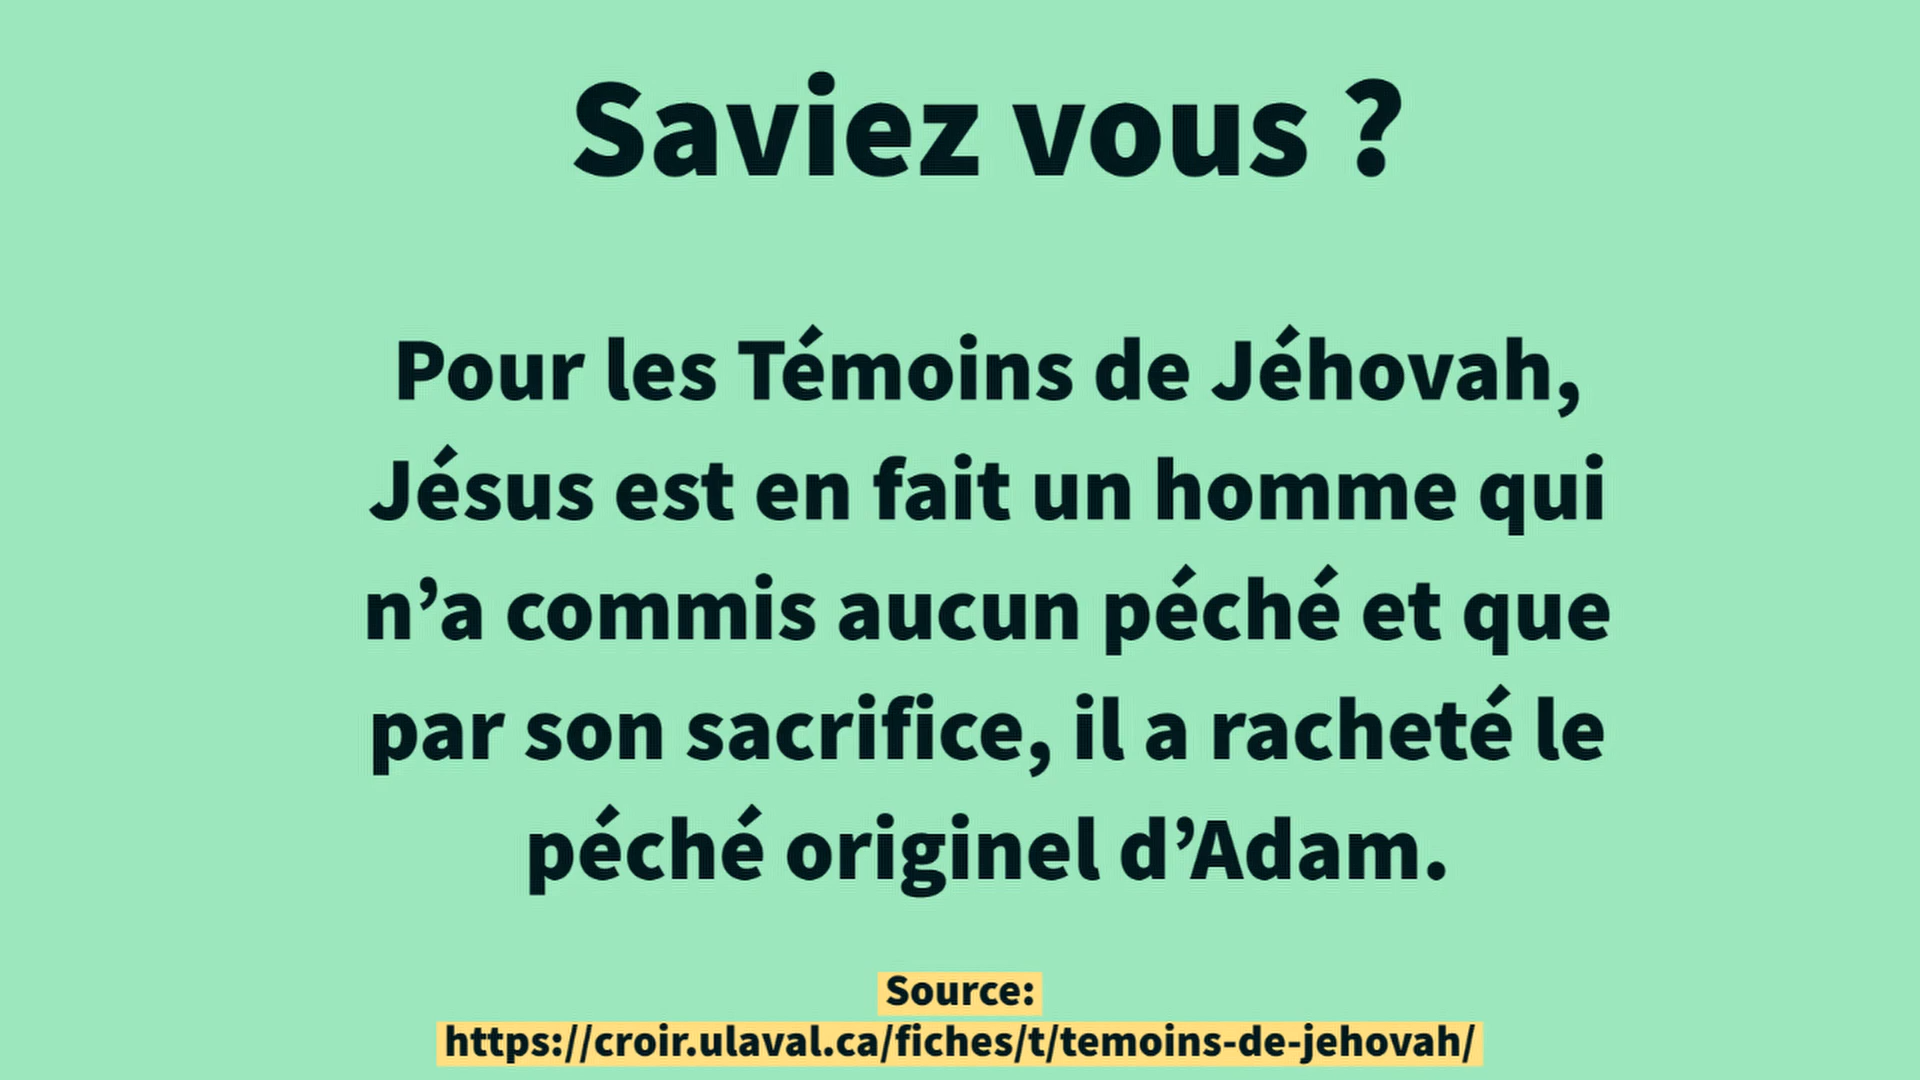 Saviez vous ?
Pour les Témoins de Jéhovah,
Jésus est en fait un homme qui
n’a commis aucun péché et que
par son sacrifice, il a racheté le
péché originel d’Adam.
Source:
https://croir.ulaval.ca/fiches/t/temoins-de-jehovah/